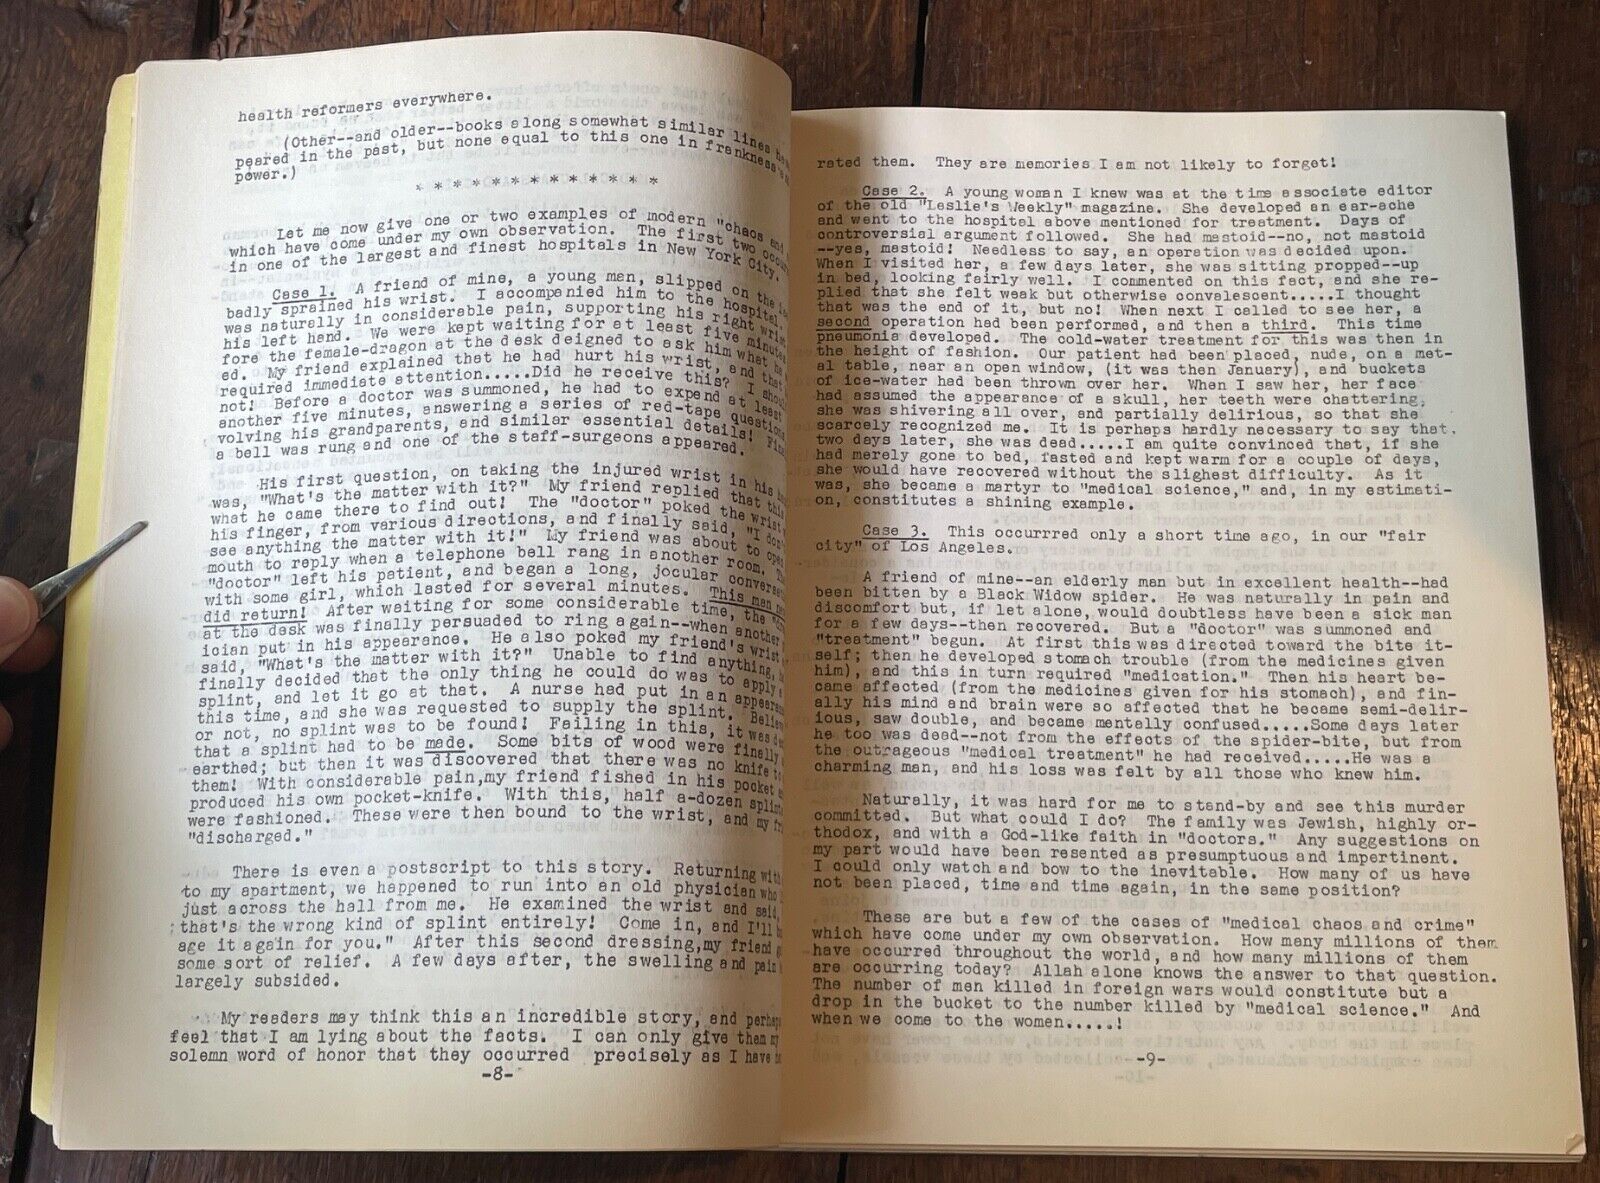 health reformers everywhere.
(Other--and older--books along somewhat similar lines
peared in the past, but none equal to this one in frankness
power.)
* * * * * * * * * * * *
Let me now give one or two examples of modern "chaos and
which have come under my own observation. The first two
in one of the largest and finest hospitals in New York City.
Case 1. A friend of mine, a young man, slipped on the
badly sprained his wrist. I accompanied him to the hospital.
was naturally in considerable pain, supporting his right wrist
his left hand. We were kept waiting for at least five minutes
fore the female-dragon at the desk deigned to ask him what he
ed. My friend explained that he had hurt his wrist, and that
required immediate attention.....Did he receive this? I should
not! Before a doctor was summoned, he had to expend at least
another five minutes, answering a series of red-tape questions
volving his grandparents, and similar essential details!
a bell was rung and one of the staff-surgeons appeared.
His first question, on taking the injured wrist in his
was, "What's the matter with it?" My friend replied that this
what he came there to find out! The "doctor" poked the wrist
his finger, from various directions, and finally said, "I don't
see anything the matter with it!" My friend was about to open
mouth to reply when a telephone bell rang in another room.
"doctor" left his patient, and began a long, jocular
with some girl, which lasted for several minutes. This man
did return! After waiting for some considerable time, the
at the desk was finally persuaded to ring again--when another
ician put in his appearance. He also poked my friend's wrist,
said, "What's the matter with it?" Unable to find anything,
finally decided that the only thing he could do was to apply a
splint, and let it go at that. A nurse had put in an
this time, and she was requested to supply the splint.
or not, no splint was to be found! Failing in this, it was
that a splint had to be made. Some bits of wood were finally
earthed; but then it was discovered that there was no knife to
them! With considerable pain,my friend fished in his pocket
produced his own pocket-knife. With this, half a-dozen
were fashioned. These were then bound to the wrist, and my
"discharged."
There is even a postscript to this story. Returning with
to my apartment, we happened to run into an old physician who
just across the hall from me. He examined the wrist and said,
that's the wrong kind of splint entirely! Come in, and I'll
age it again for you." After this second dressing,my friend
some sort of relief. A few days after, the swelling and pain
largely subsided.
My readers may think this an incredible story, and perhaps
feel that I am lying about the facts. I can only give them my
solemn word of honor that they occurred precisely as I have
-8-
rated them. They are memories I am not likely to forget!
Case 2. A young woman I knew was at the time associate editor
of the old "Leslie's Weekly" magazine. She developed an ear-ache
and went to the hospital above mentioned for treatment. Days of
controversial argument followed. She had mastoid--no, not mastoid
--yes, mastoid! Needless to say, an operation was decided upon.
When I visited her, a few days later, she was sitting propped--up
in bed, looking fairly well. I commented on this fact, and she re-
plied that she felt weak but otherwise convalescent.....I thought
that was the end of it, but no! When next I called to see her, a
second operation had been performed, and then a third. This time
pneumonia developed. The cold-water treatment for this was then in
the height of fashion. Our patient had been placed, nude, on a met-
al table, near an open window, (it was then January), and buckets
of ice-water had been thrown over her. When I saw her, her face
had assumed the appearance of a skull, her teeth were chattering,
she was shivering all over, and partially delirious, so that she
scarcely recognized me. It is perhaps hardly necessary to say that,
two days later, she was dead.....I am quite convinced that, if she
had merely gone to bed, fasted and kept warm for a couple of days,
she would have recovered without the slighest difficulty. As it
was, she became a martyr to "medical science," and, in my estimati-
on, constitutes a shining example.
Case 3. This occurrred only a short time ago, in our "fair
city" of Los Angeles.
A friend of mine--an elderly man but in excellent health--had
been bitten by a Black Widow spider. He was naturally in pain and
discomfort but, if let alone, would doubtless have been a sick man
for a few days--then recovered. But a "doctor" was summoned and
"treatment" begun. At first this was directed toward the bite it-
self; then he developed stomach trouble (from the medicines given
him), and this in turn required "medication." Then his heart be-
came affected (from the medicines given for his stomach), and fin-
ally his mind and brain were so affected that he became semi-delir-
ious, saw double, and became mentally confused.....Some days later
he too was dead--not from the effects of the spider-bite, but from
the outrageous "medical treatment" he had received.....He was a
charming man, and his loss was felt by all those who knew him.
Naturally, it was hard for me to stand-by and see this murder
committed. But what could I do? The family was Jewish, highly or-
thodox, and with a God-like faith in "doctors." Any suggestions on
my part would have been resented as presumptuous and impertinent.
I could only watch and bow to the inevitable. How many of us have
not been placed, time and time again, in the same position?
These are but a few of the cases of "medical chaos and crime"
which have come under my own observation. How many millions of them
have occurred throughout the world, and how many millions of them
are occurring today? Allah alone knows the answer to that question.
The number of men killed in foreign wars would constitute but a
drop in the bucket to the number killed by "medical science." And
when we come to the women.....!
-9-